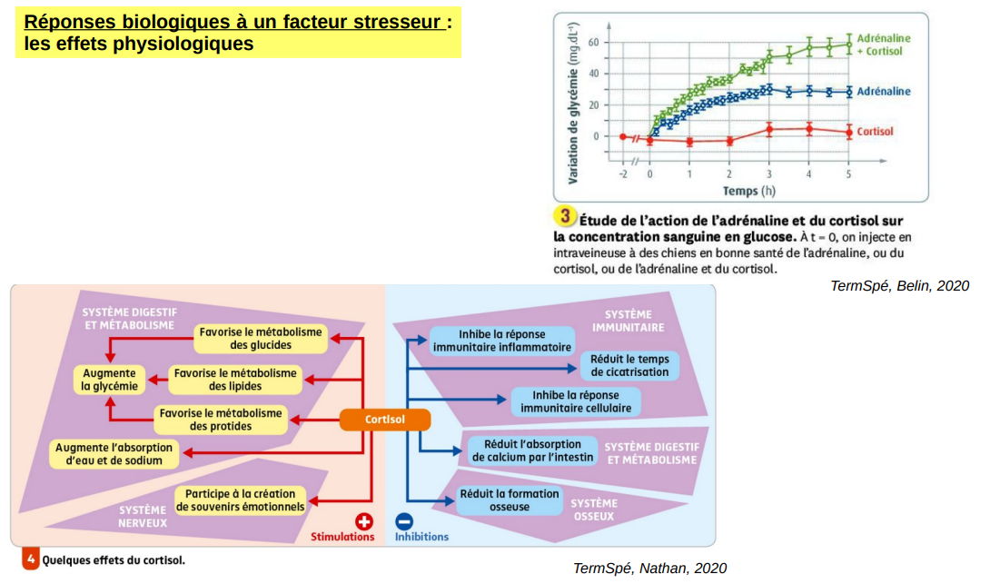 Réponses biologiques à un facteur stresseur :
les effets physiologiques
Variation de glycémie (mg.dL⁻¹)
60
40
20
0
-2
0
1
2
3
4
5
Temps (h)
Adrénaline
+ Cortisol
Adrénaline
Cortisol
3 Étude de l'action de l'adrénaline et du cortisol sur
la concentration sanguine en glucose. À t = 0, on injecte en
intraveineuse à des chiens en bonne santé de l'adrénaline, ou du
cortisol, ou de l'adrénaline et du cortisol.
TermSpé, Belin, 2020
SYSTÈME DIGESTIF
ET MÉTABOLISME
Favorise le métabolisme
des glucides
Augmente
la glycémie
Favorise le métabolisme
des lipides
Favorise le métabolisme
des protides
Augmente l'absorption
d'eau et de sodium
Participe à la création
de souvenirs émotionnels
SYSTÈME
NERVEUX
+
Stimulations
Cortisol
SYSTÈME
IMMUNITAIRE
Inhibe la réponse
immunitaire inflammatoire
Réduit le temps
de cicatrisation
Inhibe la réponse
immunitaire cellulaire
Réduit l'absorption
de calcium par l'intestin
SYSTÈME DIGESTIF
ET MÉTABOLISME
Réduit la formation
osseuse
SYSTÈME
OSSEUX
−
Inhibitions
4 Quelques effets du cortisol.
TermSpé, Nathan, 2020